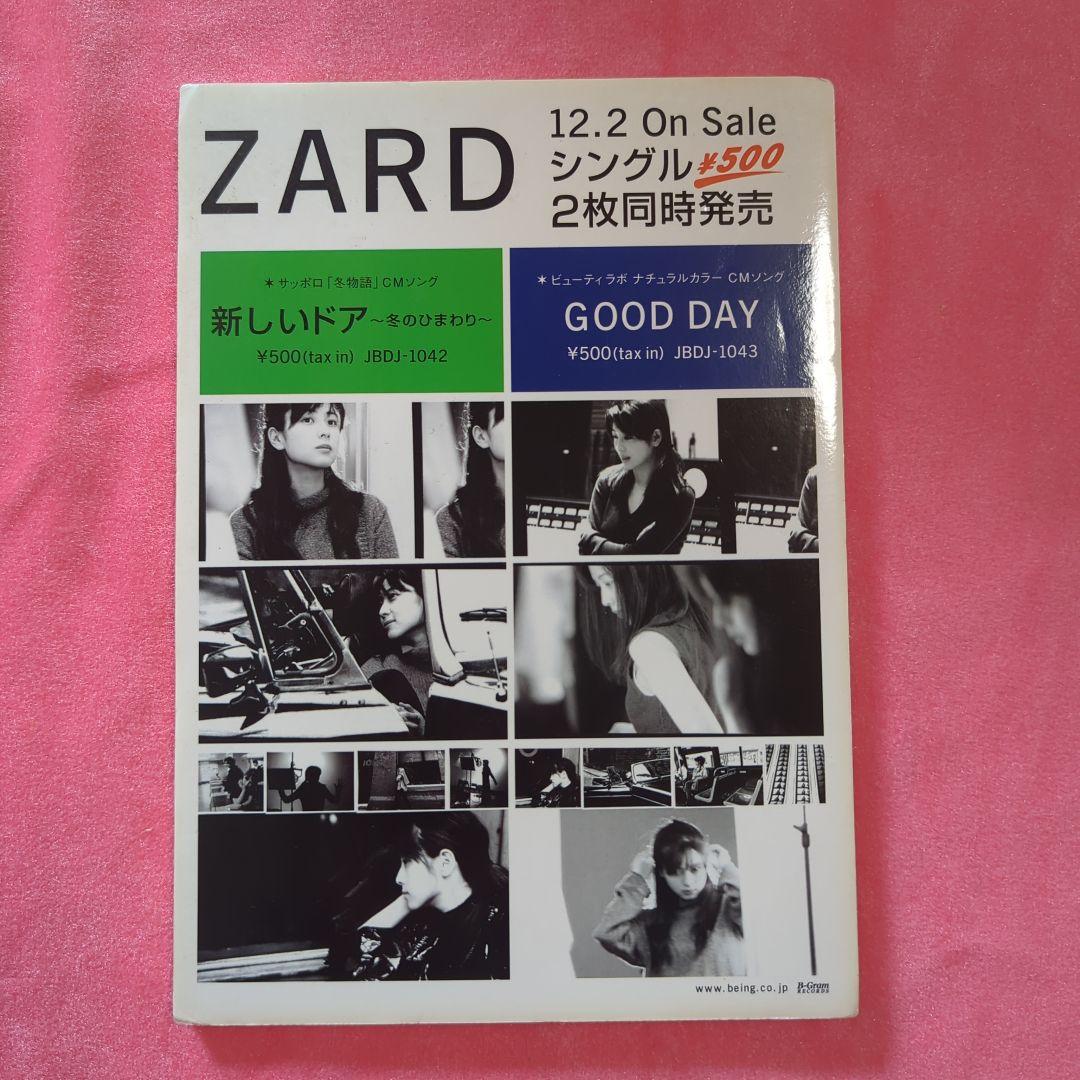 ZARD
12.2 On Sale
シングル ¥500
2枚同時発売
＊サッポロ「冬物語」CMソング
新しいドア〜冬のひまわり〜
¥500(tax in) JBDJ-1042
＊ビューティラボ ナチュラルカラー CMソング
GOOD DAY
¥500(tax in) JBDJ-1043
www.being.co.jp
B-Gram
RECORDS